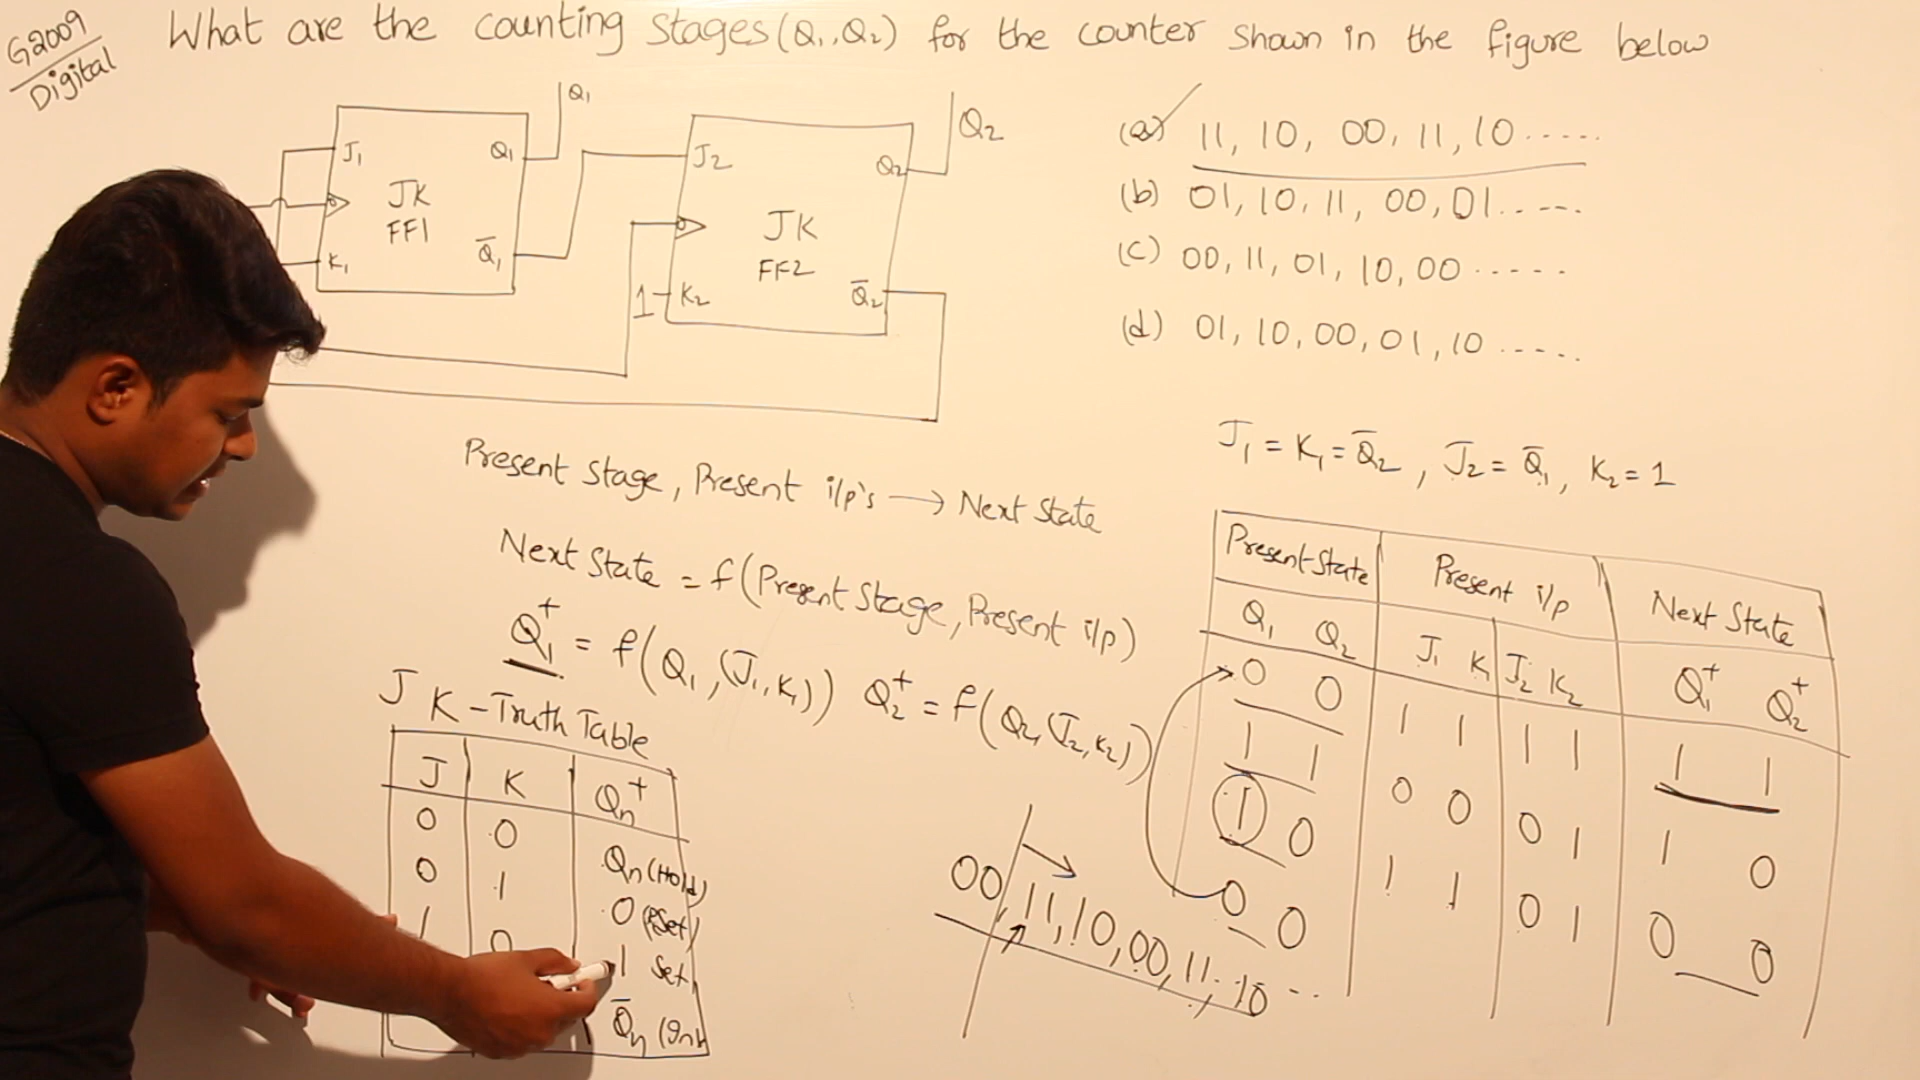 G2009
Digital
What are the counting Stages (Q1, Q2) for the counter shown in the figure below
Q1
J1
Q1
JK
FF1
K1
Q̅1
Q2
J2
Q2
JK
FF2
1
K2
Q̅2
(a) 11, 10, 00, 11, 10 .....
(b) 01, 10, 11, 00, 01 .....
(c) 00, 11, 01, 10, 00 .....
(d) 01, 10, 00, 01, 10 .....
J1 = K1 = Q̅2 , J2 = Q̅1 , K2 = 1
Present Stage, Present i/p's → Next State
Next State = f(Present Stage, Present i/p)
Q1+ = f(Q1, (J1, K1)) Q2+ = f(Q2, (J2, K2))
JK-Truth Table
J K Qn+
0 0 Qn (Hold)
0 1 0 (RSet)
1 0 1 Set
Q̅n
00, 11, 10, 00, 11, 10 ..
Present State Present i/p Next State
Q1 Q2 J1 K1 J2 K2 Q1+ Q2+
0 0 1 1 1 1 1 1
1 1 0 0 0 1 1 0
1 0 1 1 0 1 0 0
0 0